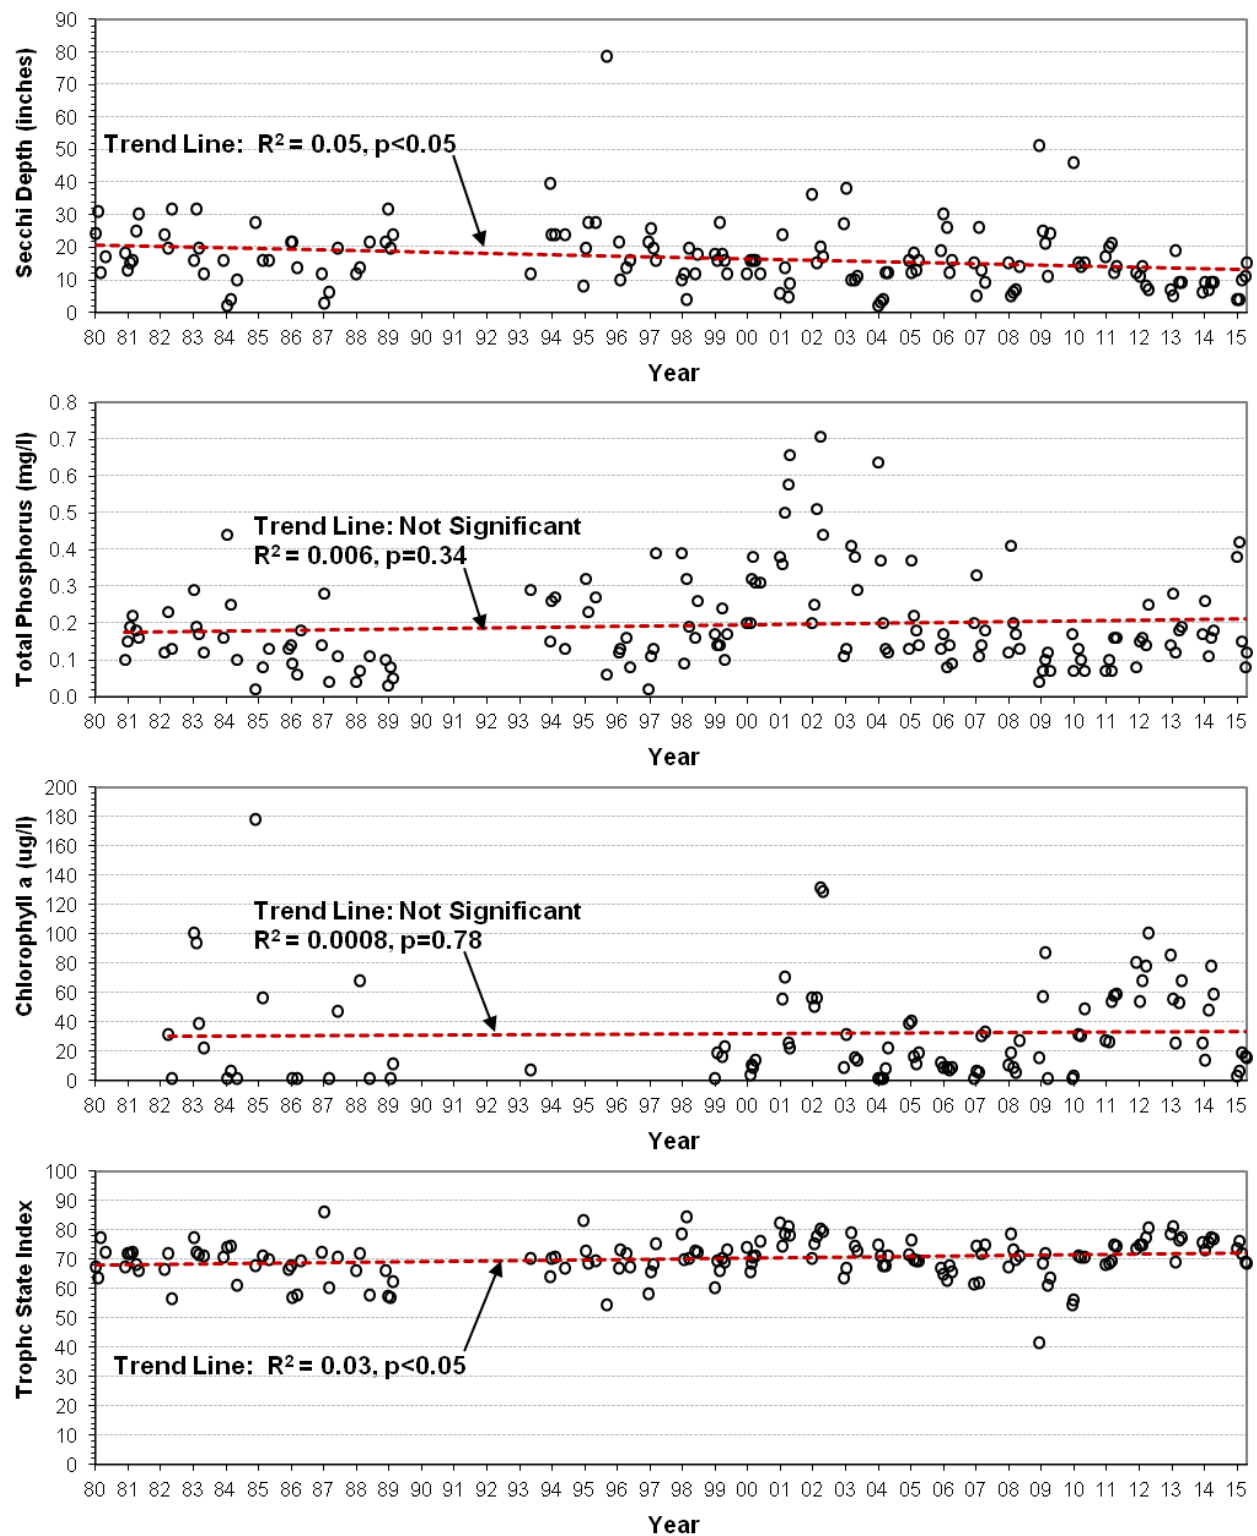 Secchi Depth (inches)
90
80
70
60
50
40
30
20
10
0
Trend Line: R² = 0.05, p<0.05
80 81 82 83 84 85 86 87 88 89 90 91 92 93 94 95 96 97 98 99 00 01 02 03 04 05 06 07 08 09 10 11 12 13 14 15
Year
Total Phosphorus (mg/l)
0.8
0.7
0.6
0.5
0.4
0.3
0.2
0.1
0.0
Trend Line: Not Significant
R² = 0.006, p=0.34
80 81 82 83 84 85 86 87 88 89 90 91 92 93 94 95 96 97 98 99 00 01 02 03 04 05 06 07 08 09 10 11 12 13 14 15
Year
Chlorophyll a (ug/l)
200
180
160
140
120
100
80
60
40
20
0
Trend Line: Not Significant
R² = 0.0008, p=0.78
80 81 82 83 84 85 86 87 88 89 90 91 92 93 94 95 96 97 98 99 00 01 02 03 04 05 06 07 08 09 10 11 12 13 14 15
Year
Trophc State Index
100
90
80
70
60
50
40
30
20
10
0
Trend Line: R² = 0.03, p<0.05
80 81 82 83 84 85 86 87 88 89 90 91 92 93 94 95 96 97 98 99 00 01 02 03 04 05 06 07 08 09 10 11 12 13 14 15
Year